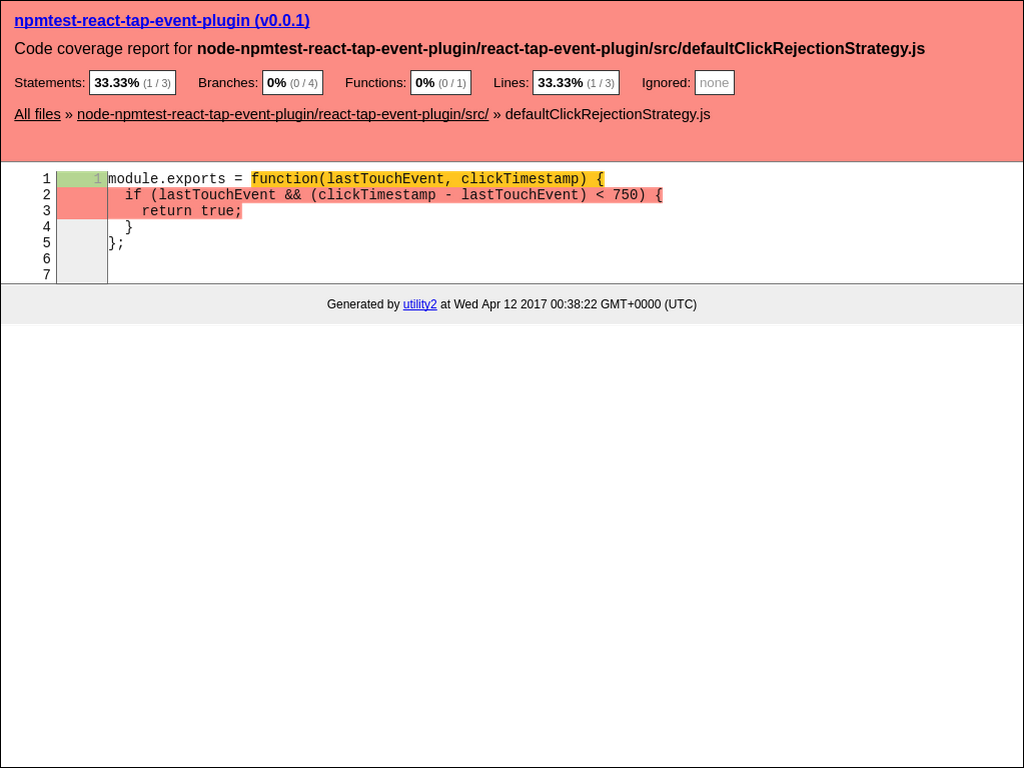 npmtest-react-tap-event-plugin (v0.0.1)
Code coverage report for node-npmtest-react-tap-event-plugin/react-tap-event-plugin/src/defaultClickRejectionStrategy.js
Statements: 33.33% (1 / 3) Branches: 0% (0 / 4) Functions: 0% (0 / 1) Lines: 33.33% (1 / 3) Ignored: none
All files » node-npmtest-react-tap-event-plugin/react-tap-event-plugin/src/ » defaultClickRejectionStrategy.js
1 1 module.exports = function(lastTouchEvent, clickTimestamp) {
2   if (lastTouchEvent && (clickTimestamp - lastTouchEvent) < 750) {
3     return true;
4   }
5 };
6
7
Generated by utility2 at Wed Apr 12 2017 00:38:22 GMT+0000 (UTC)